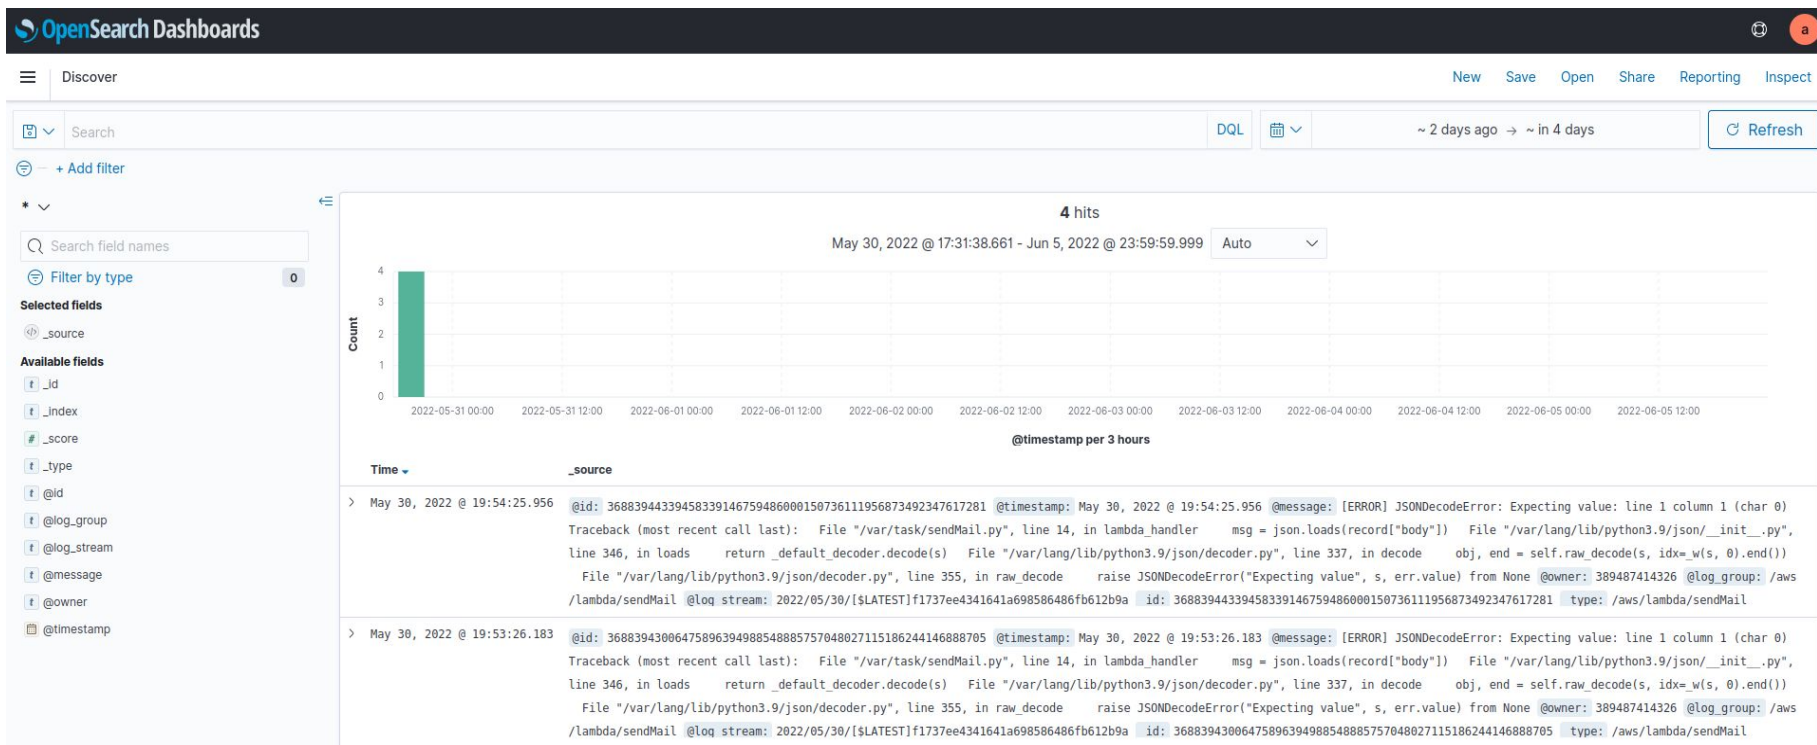 OpenSearch Dashboards
a
Discover
New Save Open Share Reporting Inspect
Search
DQL
~ 2 days ago → ~ in 4 days
Refresh
+ Add filter
*
Search field names
Filter by type
0
Selected fields
_source
Available fields
_id
_index
_score
_type
@id
@log_group
@log_stream
@message
@owner
@timestamp
4 hits
May 30, 2022 @ 17:31:38.661 - Jun 5, 2022 @ 23:59:59.999
Auto
Count
4
3
2
1
0
2022-05-31 00:00 2022-05-31 12:00 2022-06-01 00:00 2022-06-01 12:00 2022-06-02 00:00 2022-06-02 12:00 2022-06-03 00:00 2022-06-03 12:00 2022-06-04 00:00 2022-06-04 12:00 2022-06-05 00:00 2022-06-05 12:00
@timestamp per 3 hours
Time _source
May 30, 2022 @ 19:54:25.956 @id: 36883944339458339146759486000150736111956873492347617281 @timestamp: May 30, 2022 @ 19:54:25.956 @message: [ERROR] JSONDecodeError: Expecting value: line 1 column 1 (char 0)
Traceback (most recent call last): File "/var/task/sendMail.py", line 14, in lambda_handler msg = json.loads(record["body"]) File "/var/lang/lib/python3.9/json/__init__.py",
line 346, in loads return _default_decoder.decode(s) File "/var/lang/lib/python3.9/json/decoder.py", line 337, in decode obj, end = self.raw_decode(s, idx=_w(s, 0).end())
File "/var/lang/lib/python3.9/json/decoder.py", line 355, in raw_decode raise JSONDecodeError("Expecting value", s, err.value) from None @owner: 389487414326 @log_group: /aws
/lambda/sendMail @log_stream: 2022/05/30/[$LATEST]f1737ee4341641a698586486fb612b9a _id: 36883944339458339146759486000150736111956873492347617281 _type: /aws/lambda/sendMail
May 30, 2022 @ 19:53:26.183 @id: 36883943006475896394988548885757048027115186244146888705 @timestamp: May 30, 2022 @ 19:53:26.183 @message: [ERROR] JSONDecodeError: Expecting value: line 1 column 1 (char 0)
Traceback (most recent call last): File "/var/task/sendMail.py", line 14, in lambda_handler msg = json.loads(record["body"]) File "/var/lang/lib/python3.9/json/__init__.py",
line 346, in loads return _default_decoder.decode(s) File "/var/lang/lib/python3.9/json/decoder.py", line 337, in decode obj, end = self.raw_decode(s, idx=_w(s, 0).end())
File "/var/lang/lib/python3.9/json/decoder.py", line 355, in raw_decode raise JSONDecodeError("Expecting value", s, err.value) from None @owner: 389487414326 @log_group: /aws
/lambda/sendMail @log_stream: 2022/05/30/[$LATEST]f1737ee4341641a698586486fb612b9a _id: 36883943006475896394988548885757048027115186244146888705 _type: /aws/lambda/sendMail